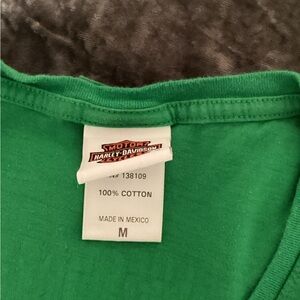 MOTOR
HARLEY-DAVIDSON
138109
100% COTTON
MADE IN MEXICO
M